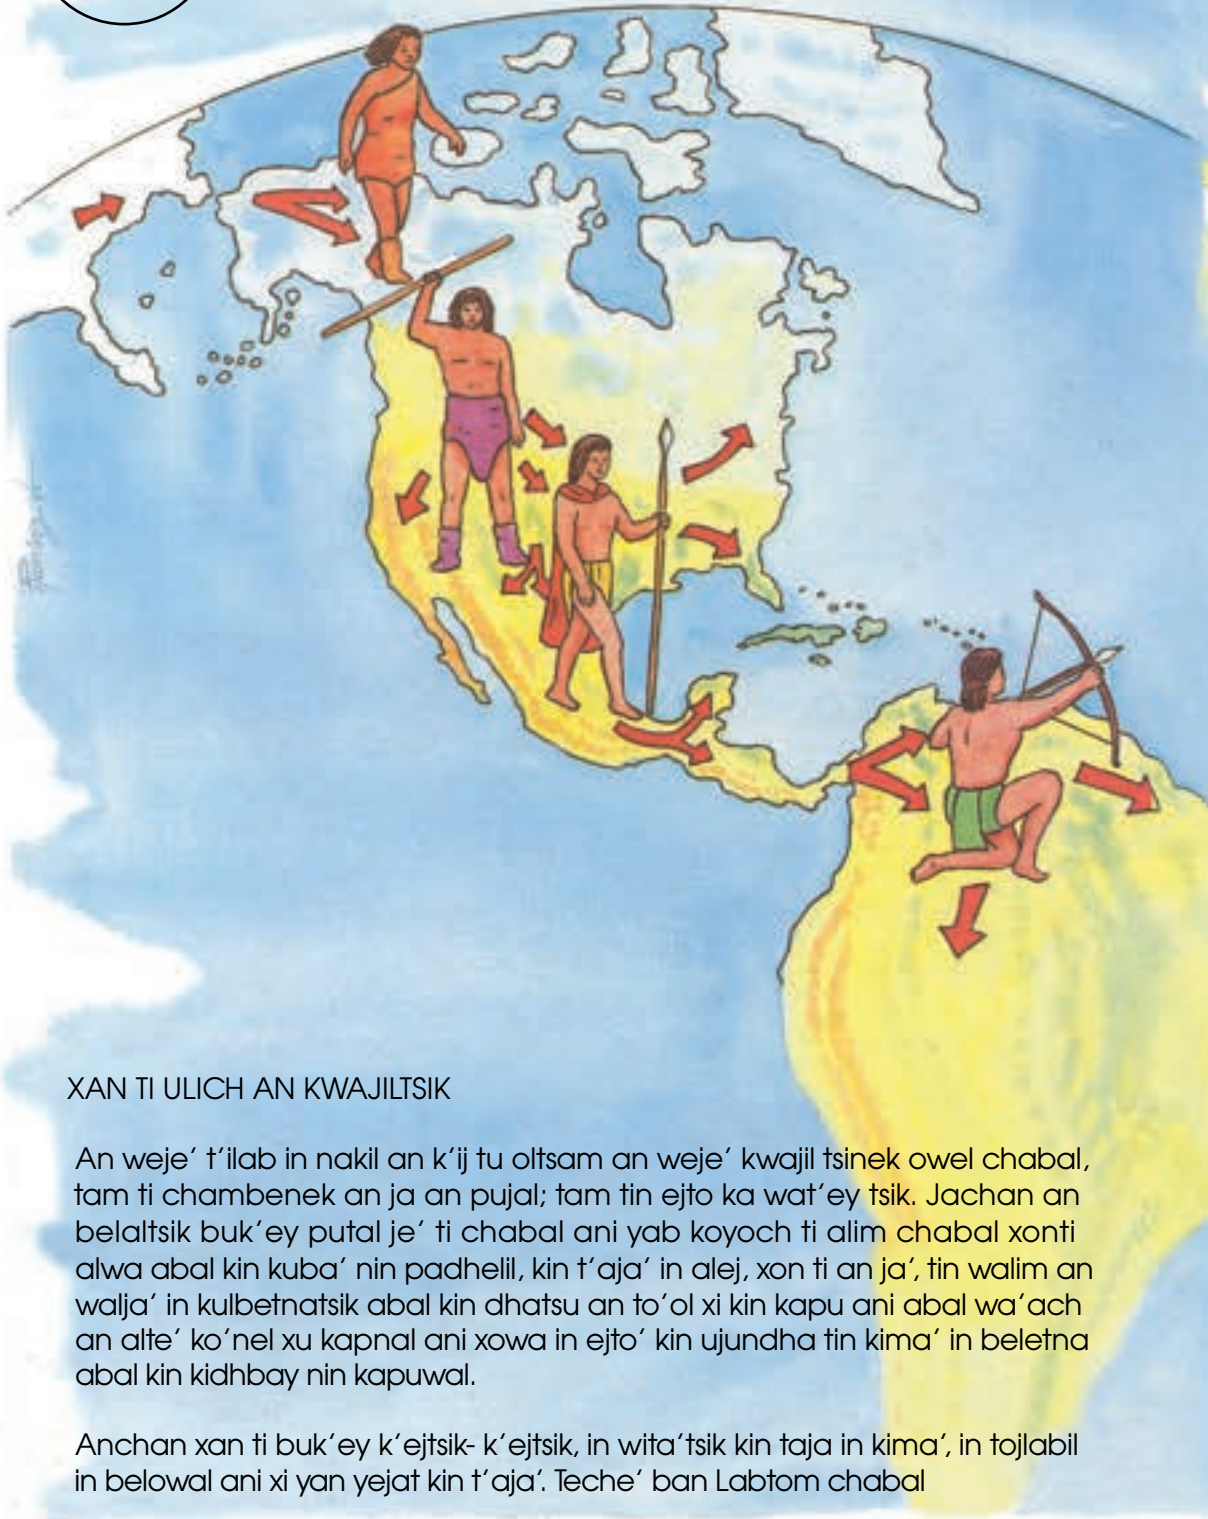 XAN TI ULICH AN KWAJILTSIK
An weje’ t’ilab in nakil an k’ij tu oltsam an weje’ kwajil tsinek owel chabal,
tam ti chambenek an ja an pujal; tam tin ejto ka wat’ey tsik. Jachan an
belaltsik buk’ey putal je’ ti chabal ani yab koyoch ti alim chabal xonti
alwa abal kin kuba’ nin padhelil, kin t’aja’ in alej, xon ti an ja’, tin walim an
walja’ in kulbetnatsik abal kin dhatsu an to’ol xi kin kapu ani abal wa’ach
an alte’ ko’nel xu kapnal ani xowa in ejto’ kin ujundha tin kima’ in beletna
abal kin kidhbay nin kapuwal.
Anchan xan ti buk’ey k’ejtsik- k’ejtsik, in wita’tsik kin taja in kima’, in tojlabil
in belowal ani xi yan yejat kin t’aja’. Teche’ ban Labtom chabal